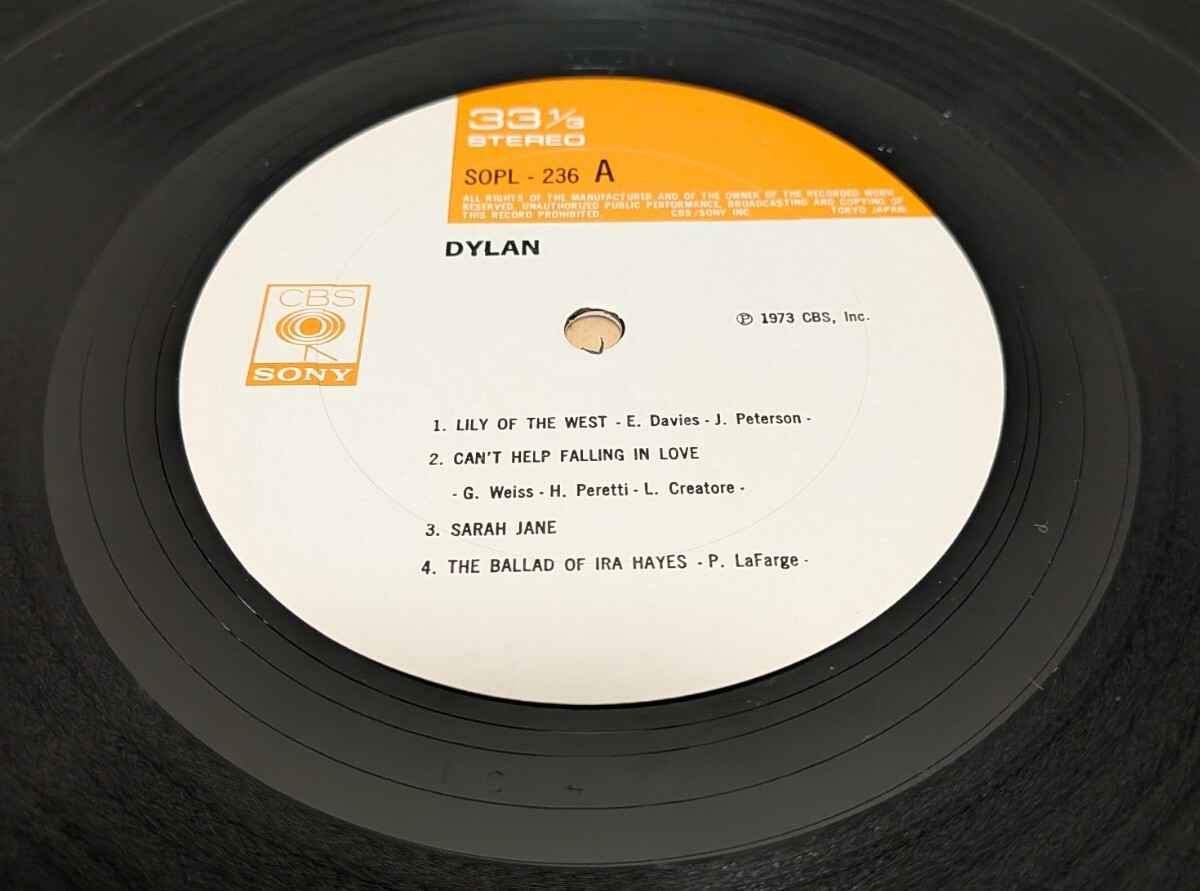 33 1/3
STEREO
SOPL - 236 A
ALL RIGHTS OF THE MANUFACTURER AND OF THE OWNER OF THE RECORDED WORK
RESERVED. UNAUTHORIZED PUBLIC PERFORMANCE, BROADCASTING AND COPYING OF
THIS RECORD PROHIBITED. CBS/SONY INC. TOKYO JAPAN.
DYLAN
CBS
SONY
Ⓟ 1973 CBS, Inc.
1. LILY OF THE WEST - E. Davies - J. Peterson -
2. CAN'T HELP FALLING IN LOVE
- G. Weiss - H. Peretti - L. Creatore -
3. SARAH JANE
4. THE BALLAD OF IRA HAYES - P. LaFarge -